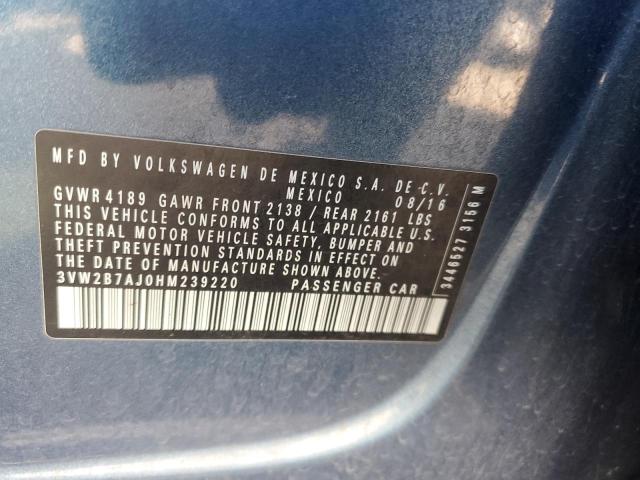 MFD BY VOLKSWAGEN DE MEXICO S.A. DE C.V.
MEXICO 08/16
GVWR 4189 GAWR FRONT 2138 / REAR 2161 LBS
THIS VEHICLE CONFORMS TO ALL APPLICABLE U.S.
FEDERAL MOTOR VEHICLE SAFETY, BUMPER AND
THEFT PREVENTION STANDARDS IN EFFECT ON
THE DATE OF MANUFACTURE SHOWN ABOVE.
3VW2B7AJ0HM239220 PASSENGER CAR
3446527 3156 M